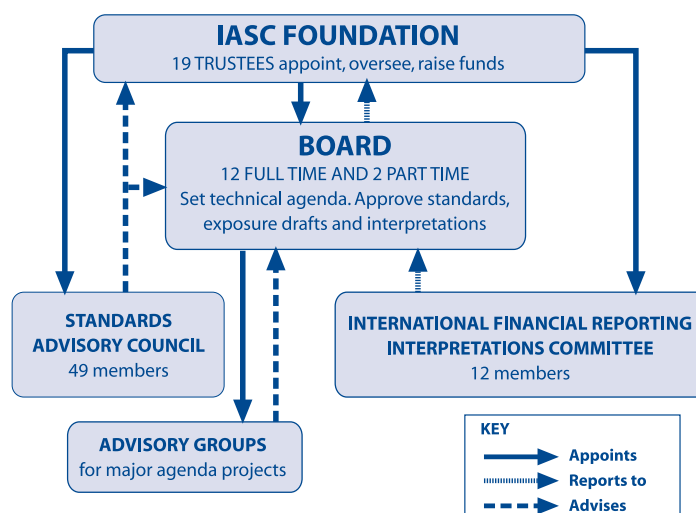 IASC FOUNDATION
19 TRUSTEES appoint, oversee, raise funds
BOARD
12 FULL TIME AND 2 PART TIME
Set technical agenda. Approve standards,
exposure drafts and interpretations
STANDARDS
ADVISORY COUNCIL
49 members
INTERNATIONAL FINANCIAL REPORTING
INTERPRETATIONS COMMITTEE
12 members
ADVISORY GROUPS
for major agenda projects
KEY
Appoints
Reports to
Advises